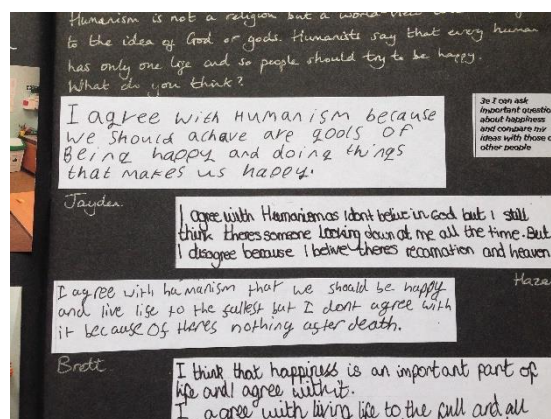 Humanism is not a religion but a world view
to the idea of God or gods. Humanists say that every human
has only one life and so people should try to be happy.
What do you think?
I agree with Humanism because
we should achave are gools of
Being happy and doing things
that makes us happy.
3e I can ask
important questio
about happiness
and compare my
ideas with those o
other people
Jayden.
I agree with Humanism as I dont belive in God but I still
think theres someone looking down at me all the time. But
I disagree because I belive theres recarnation and heaven
Haza
I agree with humanism that we should be happy
and live life to the fullest but I dont agree with
it because of theres nothing after death.
Brett
I think that happiness is an important part of
life and I agree with it.
I agree with living life to the full and all